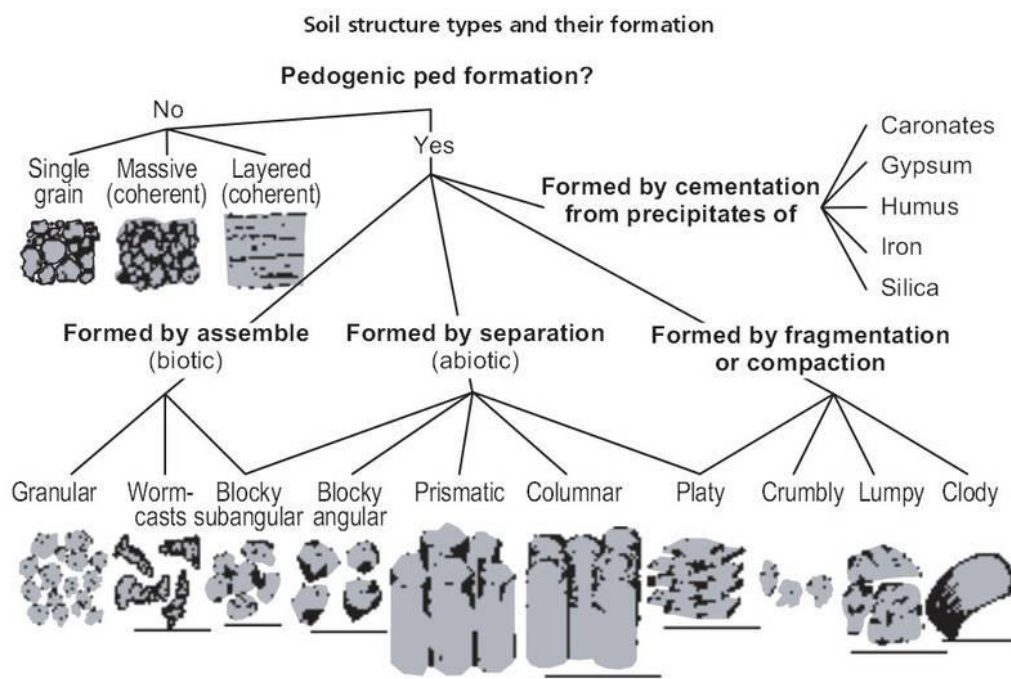 Soil structure types and their formation
Pedogenic ped formation?
No
Yes
Single
grain
Massive
(coherent)
Layered
(coherent)
Formed by cementation
from precipitates of
Caronates
Gypsum
Humus
Iron
Silica
Formed by assemble
(biotic)
Formed by separation
(abiotic)
Formed by fragmentation
or compaction
Granular
Worm-
casts
Blocky
subangular
Blocky
angular
Prismatic
Columnar
Platy
Crumbly
Lumpy
Clody